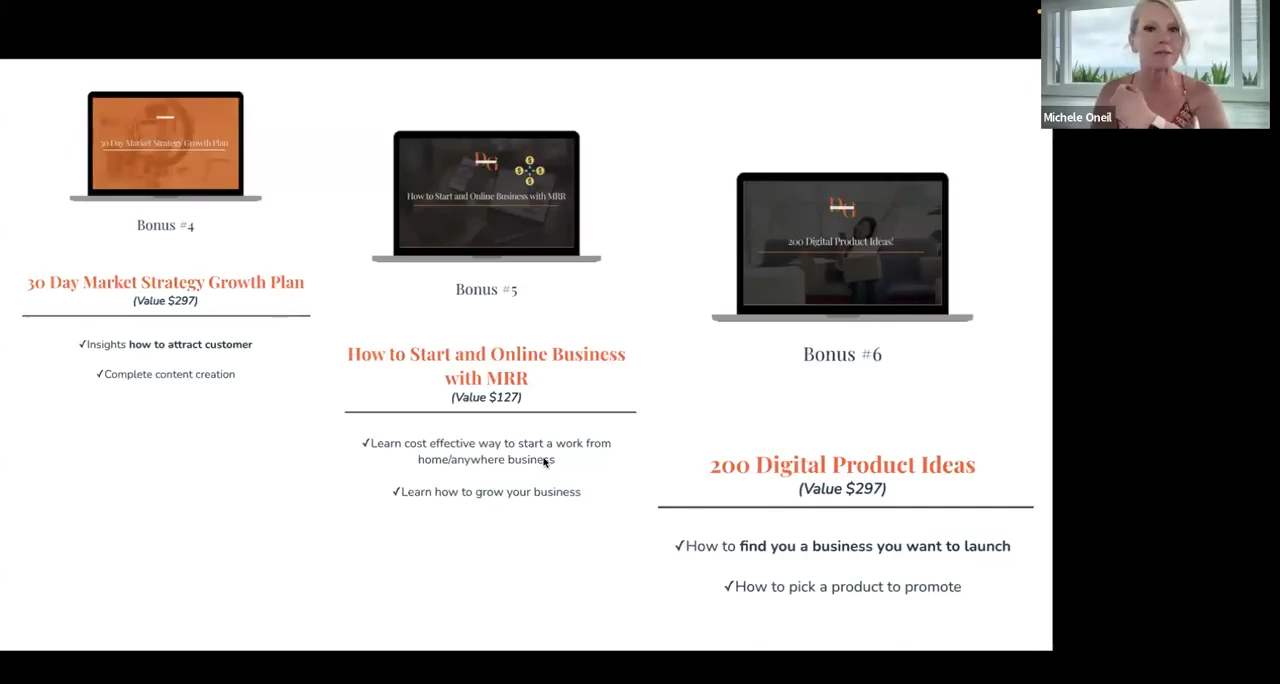 Michele Oneil
30 Day Market Strategy Growth Plan
Bonus #4
30 Day Market Strategy Growth Plan
(Value $297)
✓Insights how to attract customer
✓Complete content creation
DG
How to Start and Online Business with MRR
Bonus #5
How to Start and Online Business
with MRR
(Value $127)
✓Learn cost effective way to start a work from
home/anywhere business
✓Learn how to grow your business
DG
200 Digital Product Ideas!
Bonus #6
200 Digital Product Ideas
(Value $297)
✓How to find you a business you want to launch
✓How to pick a product to promote